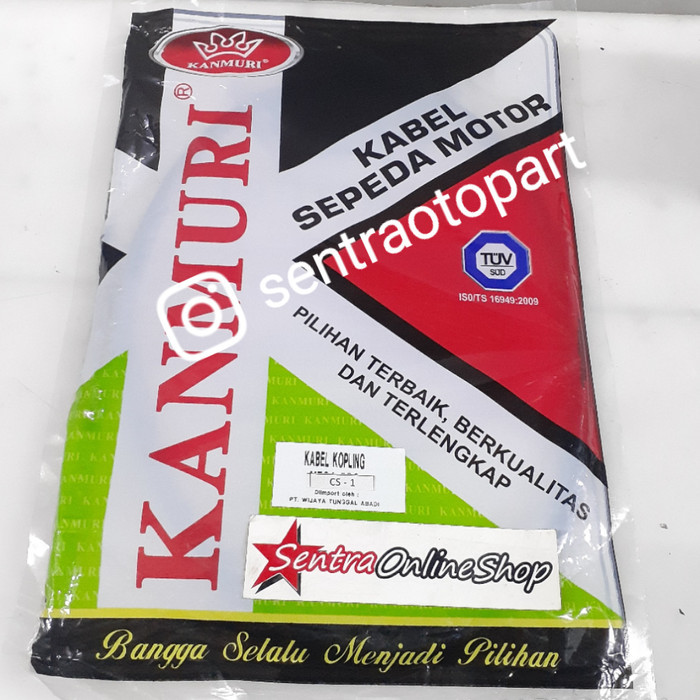 KANMURI®
KANMURI®
KABEL
SEPEDA MOTOR
sentraotopart
TÜV
SÜD
ISO/TS 16949:2009
PILIHAN TERBAIK, BERKUALITAS
DAN TERLENGKAP
KABEL KOPLING
CS - 1
Diimport oleh :
PT. WIJAYA TUNGGAL ABADI
SentraOnlineShop
Bangga Selalu Menjadi Pilihan